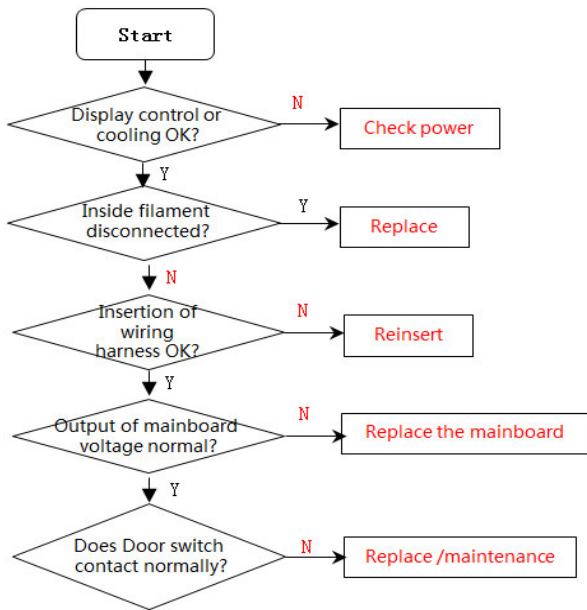 Start
Display control or
cooling OK?
N
Check power
Y
Inside filament
disconnected?
Y
Replace
N
Insertion of
wiring
harness OK?
N
Reinsert
Y
Output of mainboard
voltage normal?
N
Replace the mainboard
Y
Does Door switch
contact normally?
N
Replace /maintenance